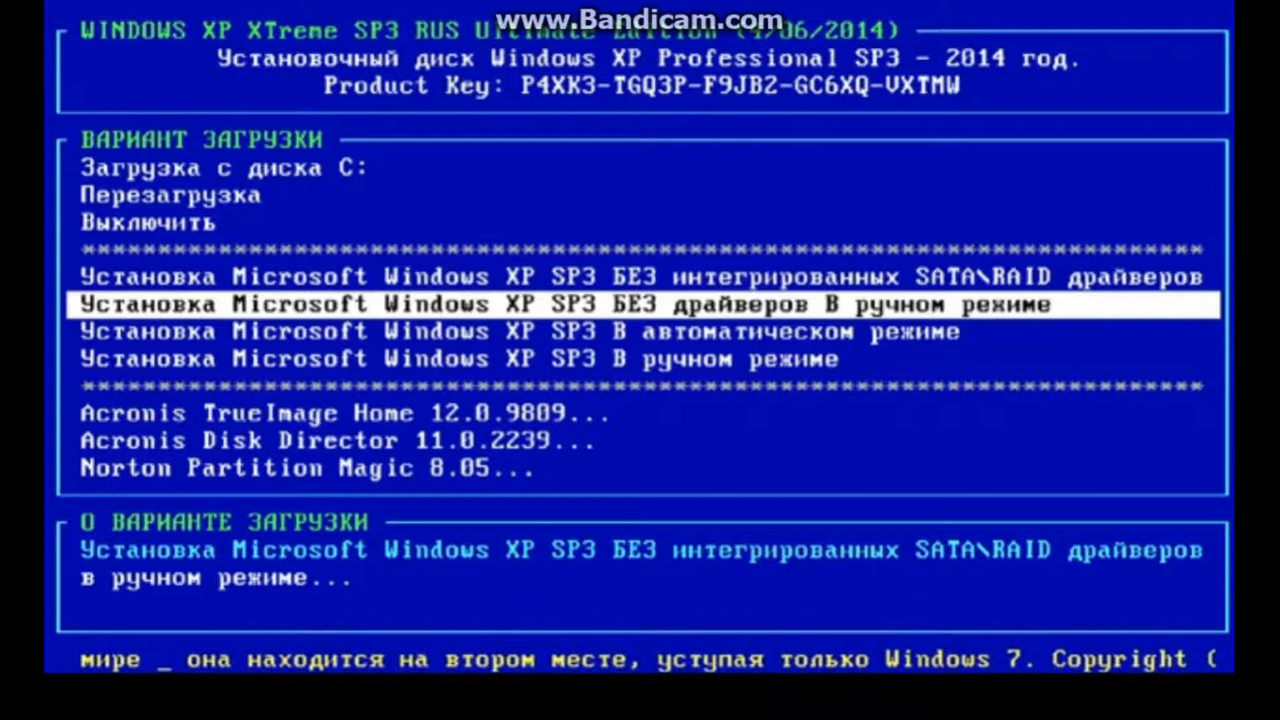 www.Bandicam.com
WINDOWS XP XTreme SP3 RUS Ultimate Edition (4/06/2014)
Установочный диск Windows XP Professional SP3 - 2014 год.
Product Key: P4XK3-TGQ3P-F9JB2-GC6XQ-VXTMW
ВАРИАНТ ЗАГРУЗКИ
Загрузка с диска C:
Перезагрузка
Выключить
**************************************************************************
Установка Microsoft Windows XP SP3 БЕЗ интегрированных SATA\RAID драйверов
Установка Microsoft Windows XP SP3 БЕЗ драйверов В ручном режиме
Установка Microsoft Windows XP SP3 В автоматическом режиме
Установка Microsoft Windows XP SP3 В ручном режиме
**************************************************************************
Acronis TrueImage Home 12.0.9809...
Acronis Disk Director 11.0.2239...
Norton Partition Magic 8.05...
О ВАРИАНТЕ ЗАГРУЗКИ
Установка Microsoft Windows XP SP3 БЕЗ интегрированных SATA\RAID драйверов
в ручном режиме...
мире _ она находится на втором месте, уступая только Windows 7. Copyright (